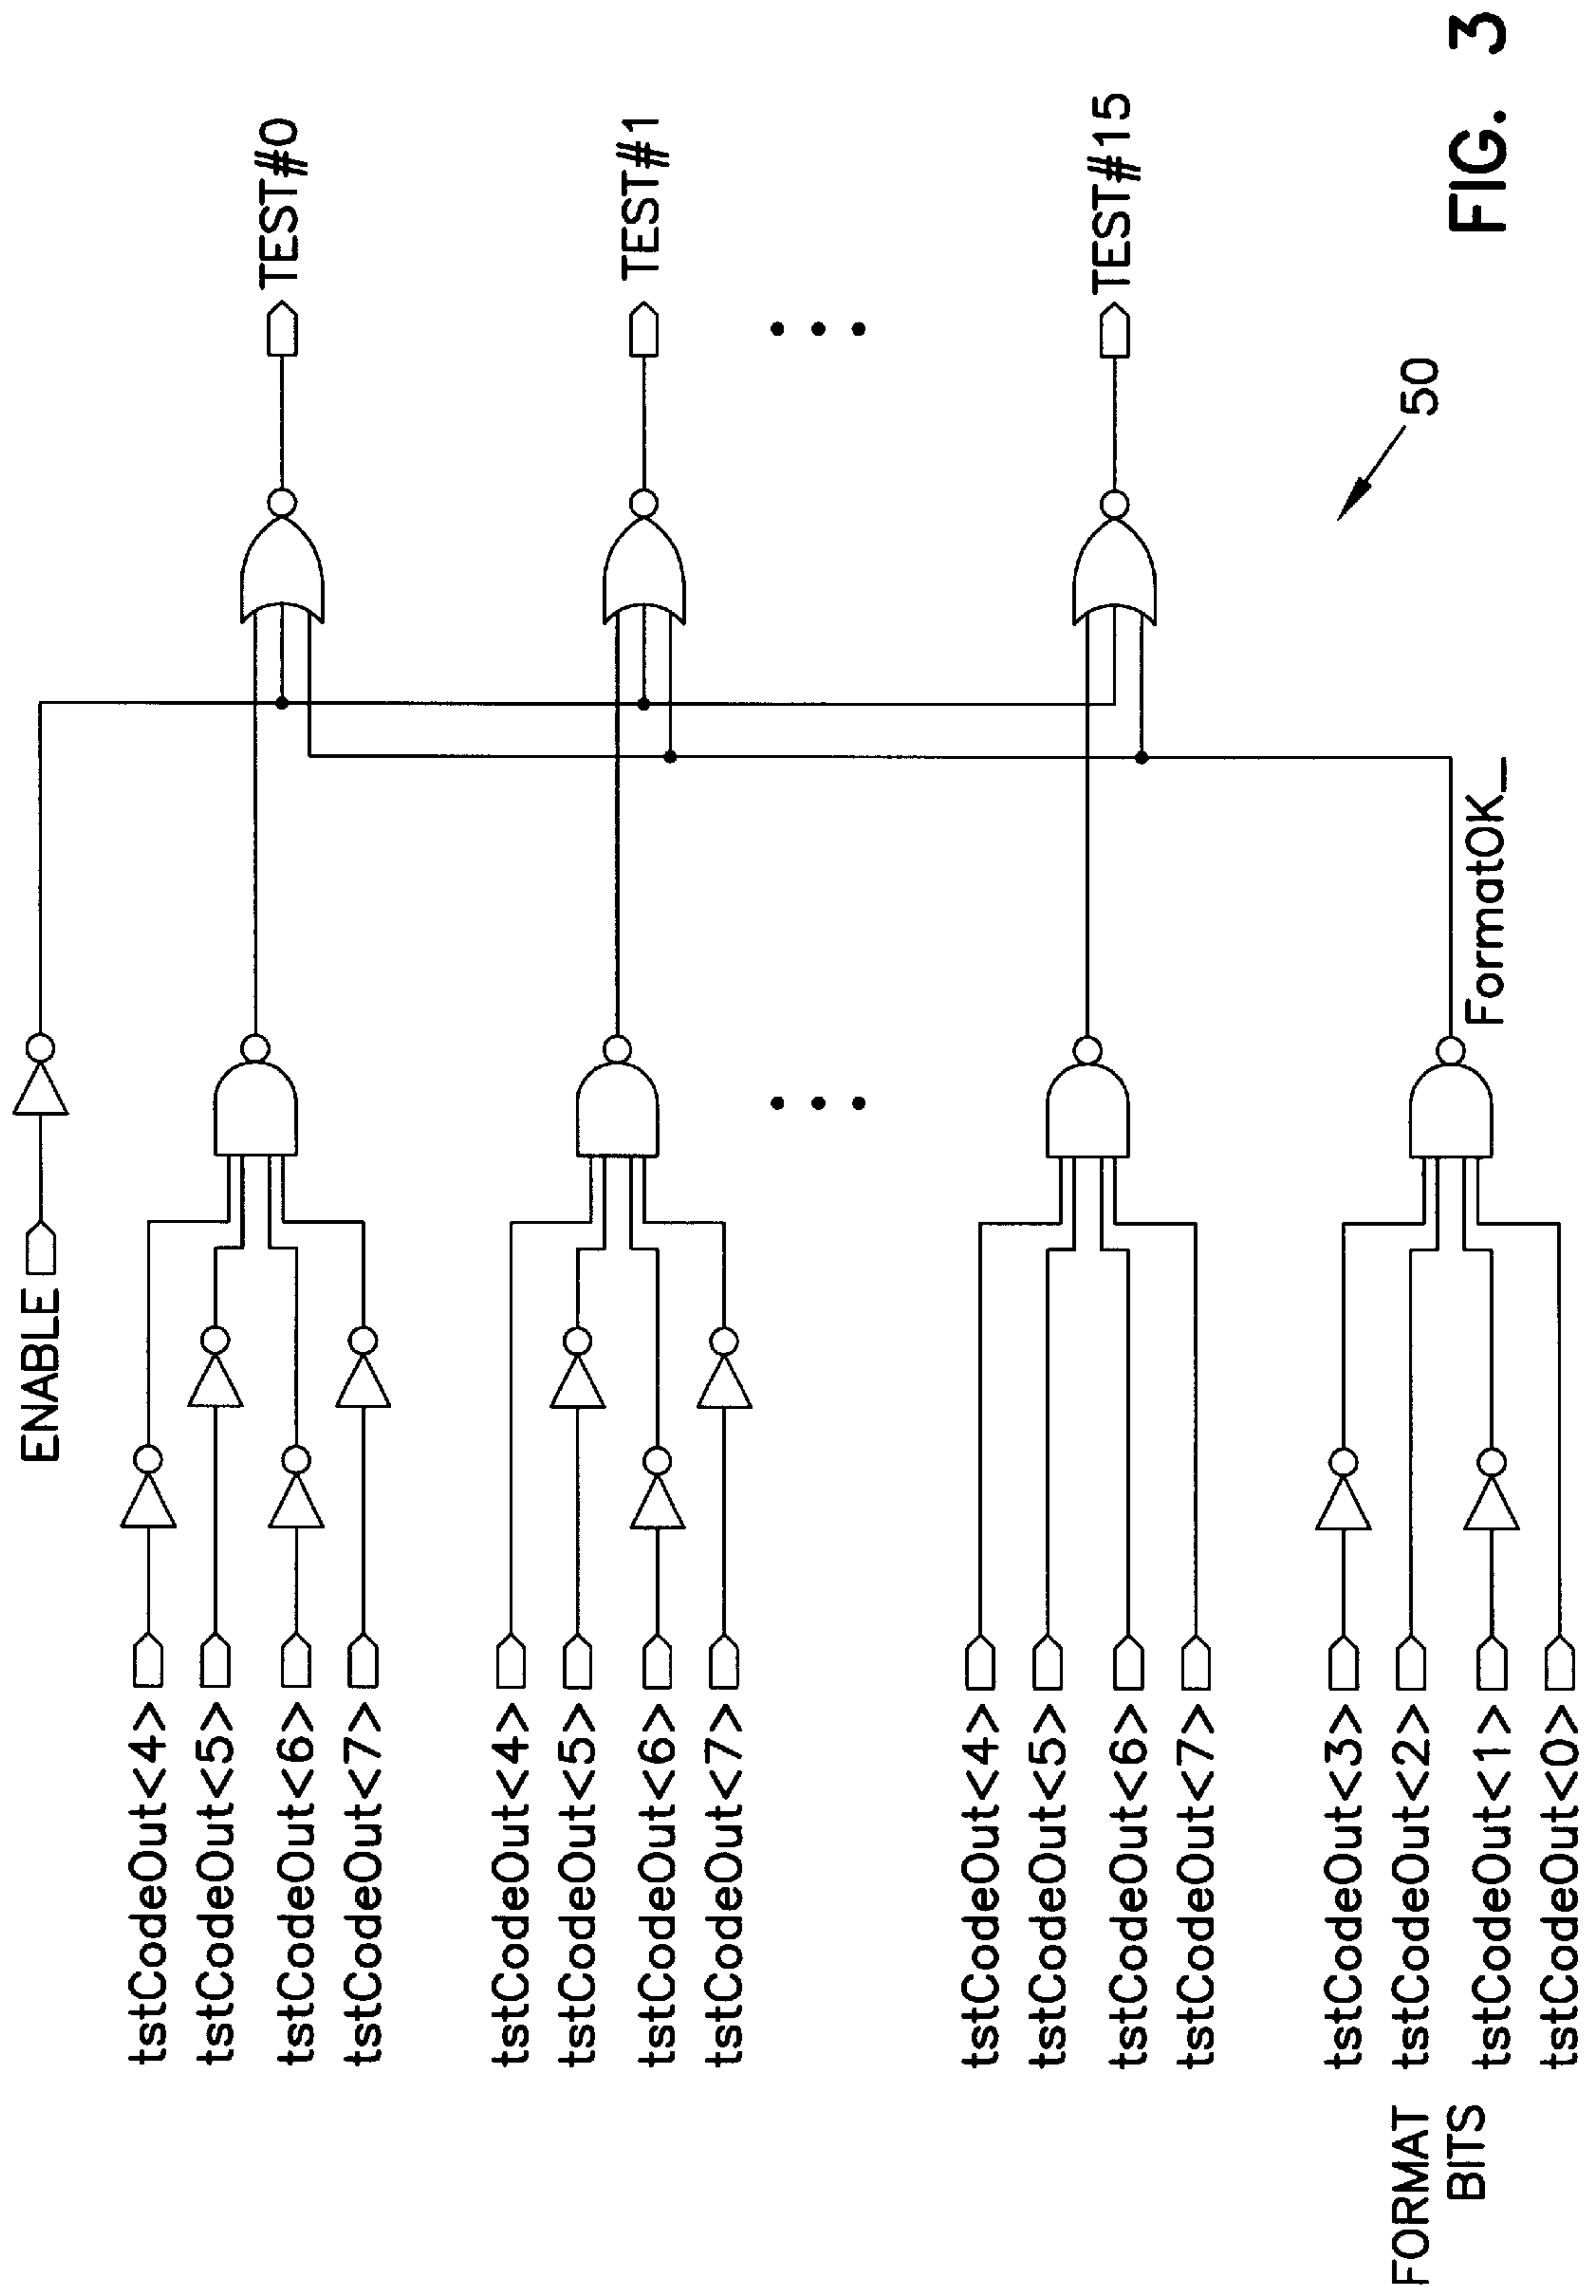 ENABLE
tstCodeOut<4>
tstCodeOut<5>
tstCodeOut<6>
tstCodeOut<7>
TEST#0
tstCodeOut<4>
tstCodeOut<5>
tstCodeOut<6>
tstCodeOut<7>
TEST#1
tstCodeOut<4>
tstCodeOut<5>
tstCodeOut<6>
tstCodeOut<7>
TEST#15
FORMAT
BITS
tstCodeOut<3>
tstCodeOut<2>
tstCodeOut<1>
tstCodeOut<0>
FormatOK_
50
FIG. 3